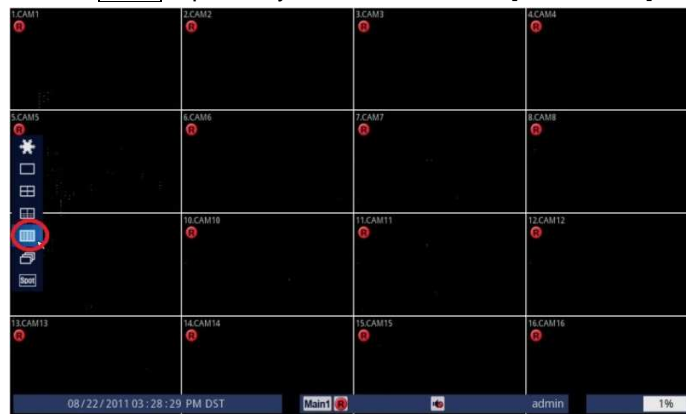 1.CAM1 2.CAM2 3.CAM3 4.CAM4
R R R R
5.CAM5 6.CAM6 7.CAM7 8.CAM8
R R R R
10.CAM10 11.CAM11 12.CAM12
R R R
Spot
13.CAM13 14.CAM14 15.CAM15 16.CAM16
R R R R
08/22/2011 03:28:29 PM DST Main1 R admin 1%